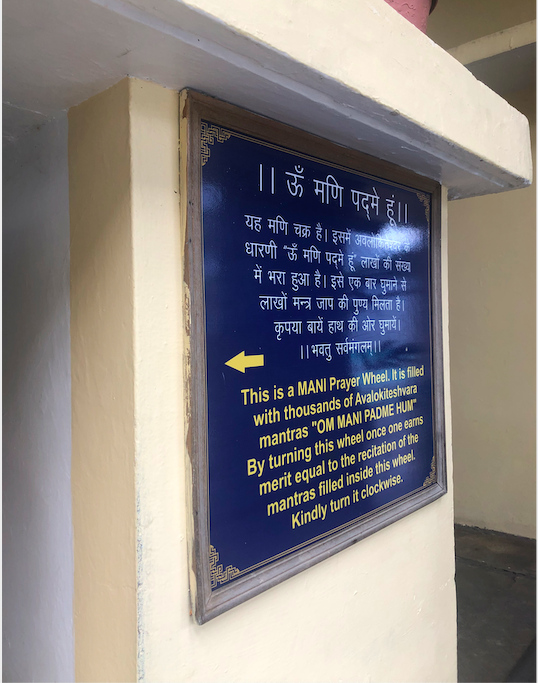 ।। ऊँ मणि पद्मे हूं ।।
यह मणि चक्र है। इसमें अवलोकितेश्वर के
धारणी “ऊँ मणि पद्मे हूं” लाखों की संख्य
में भरा हुआ है। इसे एक बार घुमाने से
लाखों मन्त्र जाप की पुण्य मिलता है।
कृपया बायें हाथ की ओर घुमायें।
।।भवतु सर्वमंगलम्।।
This is a MANI Prayer Wheel. It is filled
with thousands of Avalokiteshvara
mantras "OM MANI PADME HUM"
By turning this wheel once one earns
merit equal to the recitation of the
mantras filled inside this wheel.
Kindly turn it clockwise.